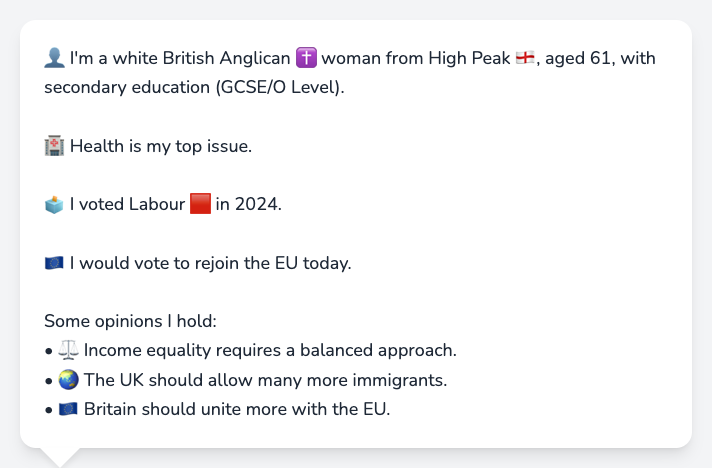 👤 I'm a white British Anglican ✝️ woman from High Peak 🏴󠁧󠁢󠁥󠁮󠁧󠁿, aged 61, with
secondary education (GCSE/O Level).
🏥 Health is my top issue.
🗳️ I voted Labour 🟥 in 2024.
🇪🇺 I would vote to rejoin the EU today.
Some opinions I hold:
• ⚖️ Income equality requires a balanced approach.
• 🌏 The UK should allow many more immigrants.
• 🇪🇺 Britain should unite more with the EU.